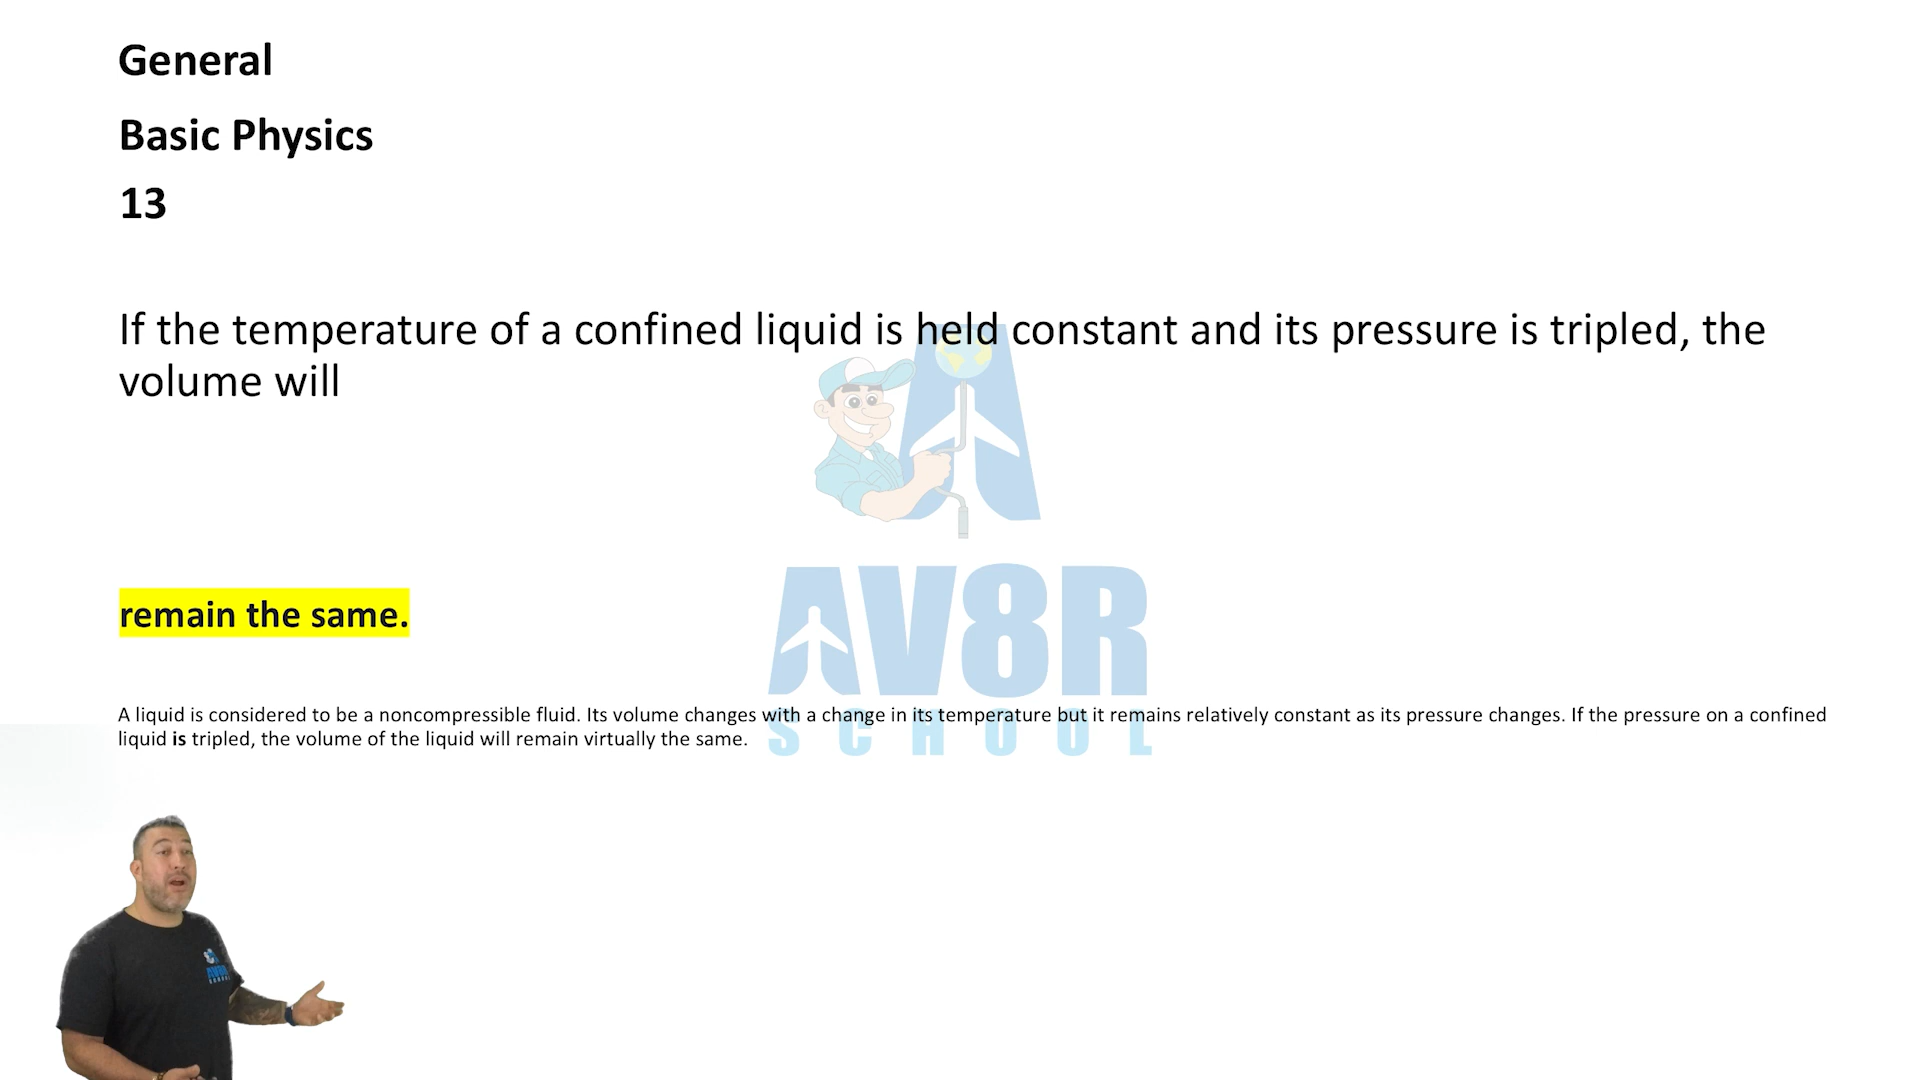 General
Basic Physics
13
If the temperature of a confined liquid is held constant and its pressure is tripled, the
volume will
remain the same.
AV8R
SCHOOL
A liquid is considered to be a noncompressible fluid. Its volume changes with a change in its temperature but it remains relatively constant as its pressure changes. If the pressure on a confined
liquid is tripled, the volume of the liquid will remain virtually the same.
AV8R
SCHOOL